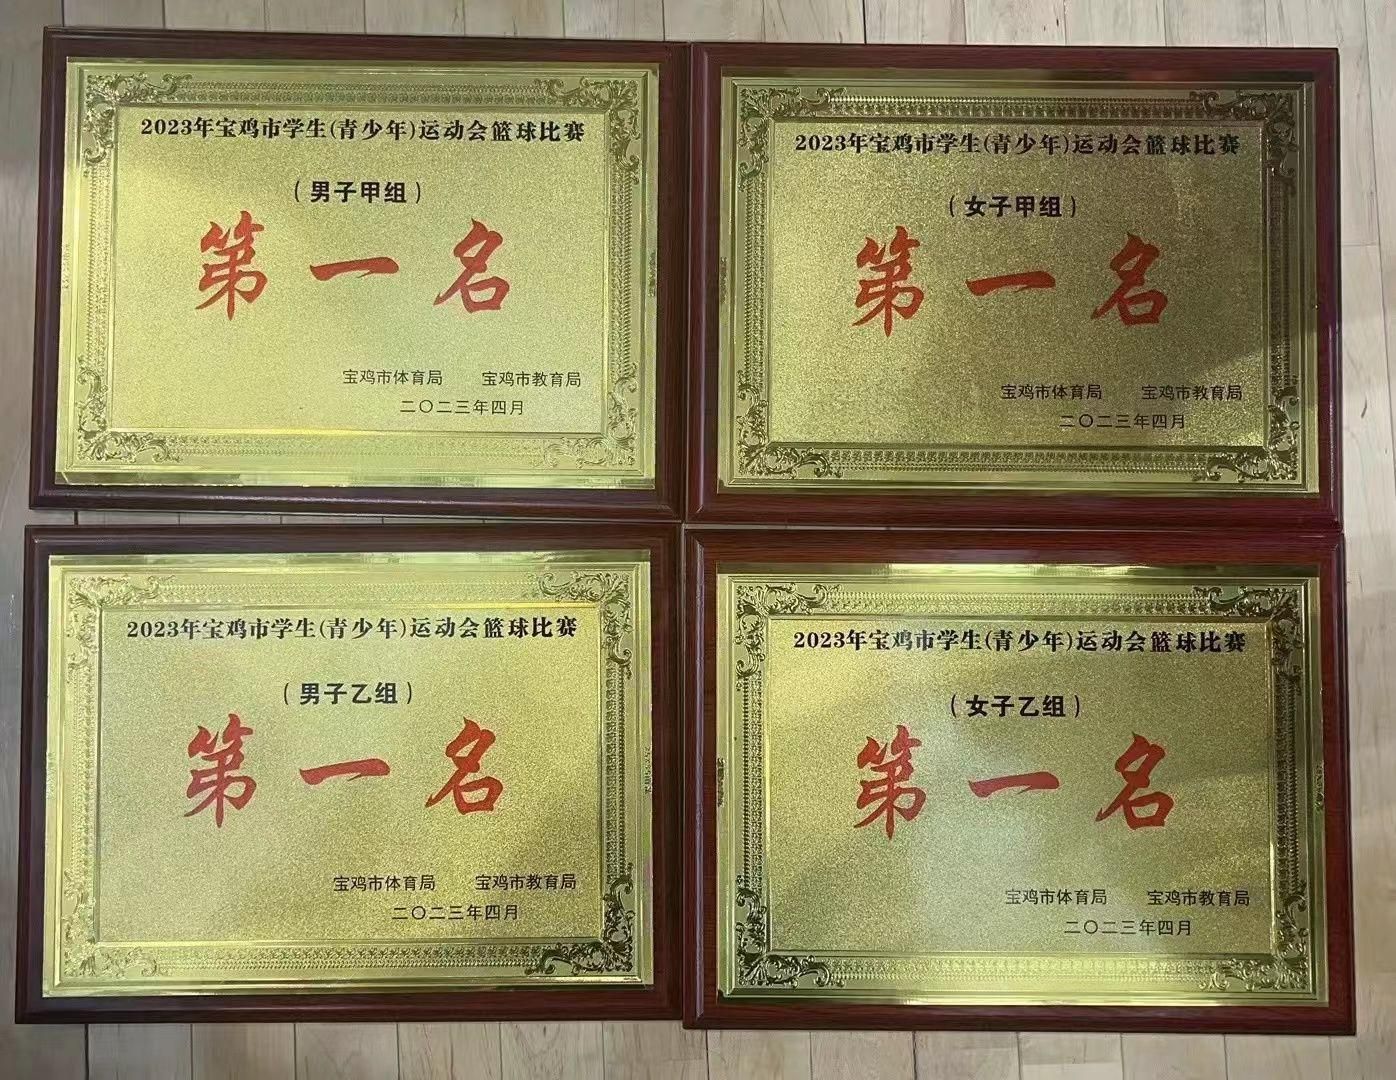 2023年宝鸡市学生(青少年)运动会篮球比赛
(男子甲组)
第一名
宝鸡市体育局 宝鸡市教育局
二〇二三年四月
2023年宝鸡市学生(青少年)运动会篮球比赛
(女子甲组)
第一名
宝鸡市体育局 宝鸡市教育局
二〇二三年四月
2023年宝鸡市学生(青少年)运动会篮球比赛
(男子乙组)
第一名
宝鸡市体育局 宝鸡市教育局
二〇二三年四月
2023年宝鸡市学生(青少年)运动会篮球比赛
(女子乙组)
第一名
宝鸡市体育局 宝鸡市教育局
二〇二三年四月